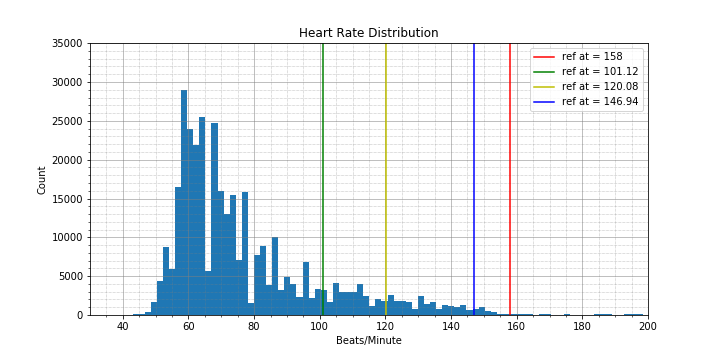 Heart Rate Distribution
35000
30000
25000
20000
15000
10000
5000
0
Count
ref at = 158
ref at = 101.12
ref at = 120.08
ref at = 146.94
40 60 80 100 120 140 160 180 200
Beats/Minute